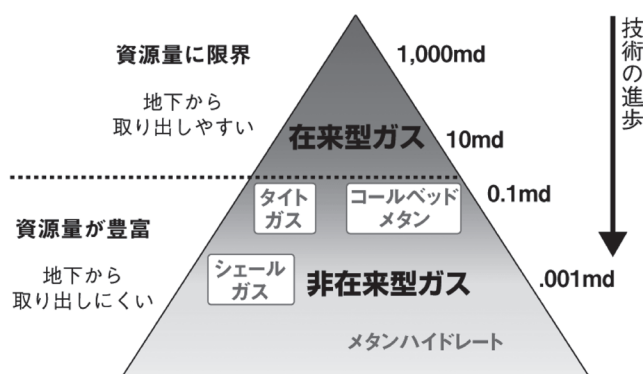 資源量に限界
地下から
取り出しやすい
1,000md
在来型ガス
10md
技術の進歩
0.1md
タイト
ガス
コールベッド
メタン
資源量が豊富
地下から
取り出しにくい
シェール
ガス
非在来型ガス
.001md
メタンハイドレート